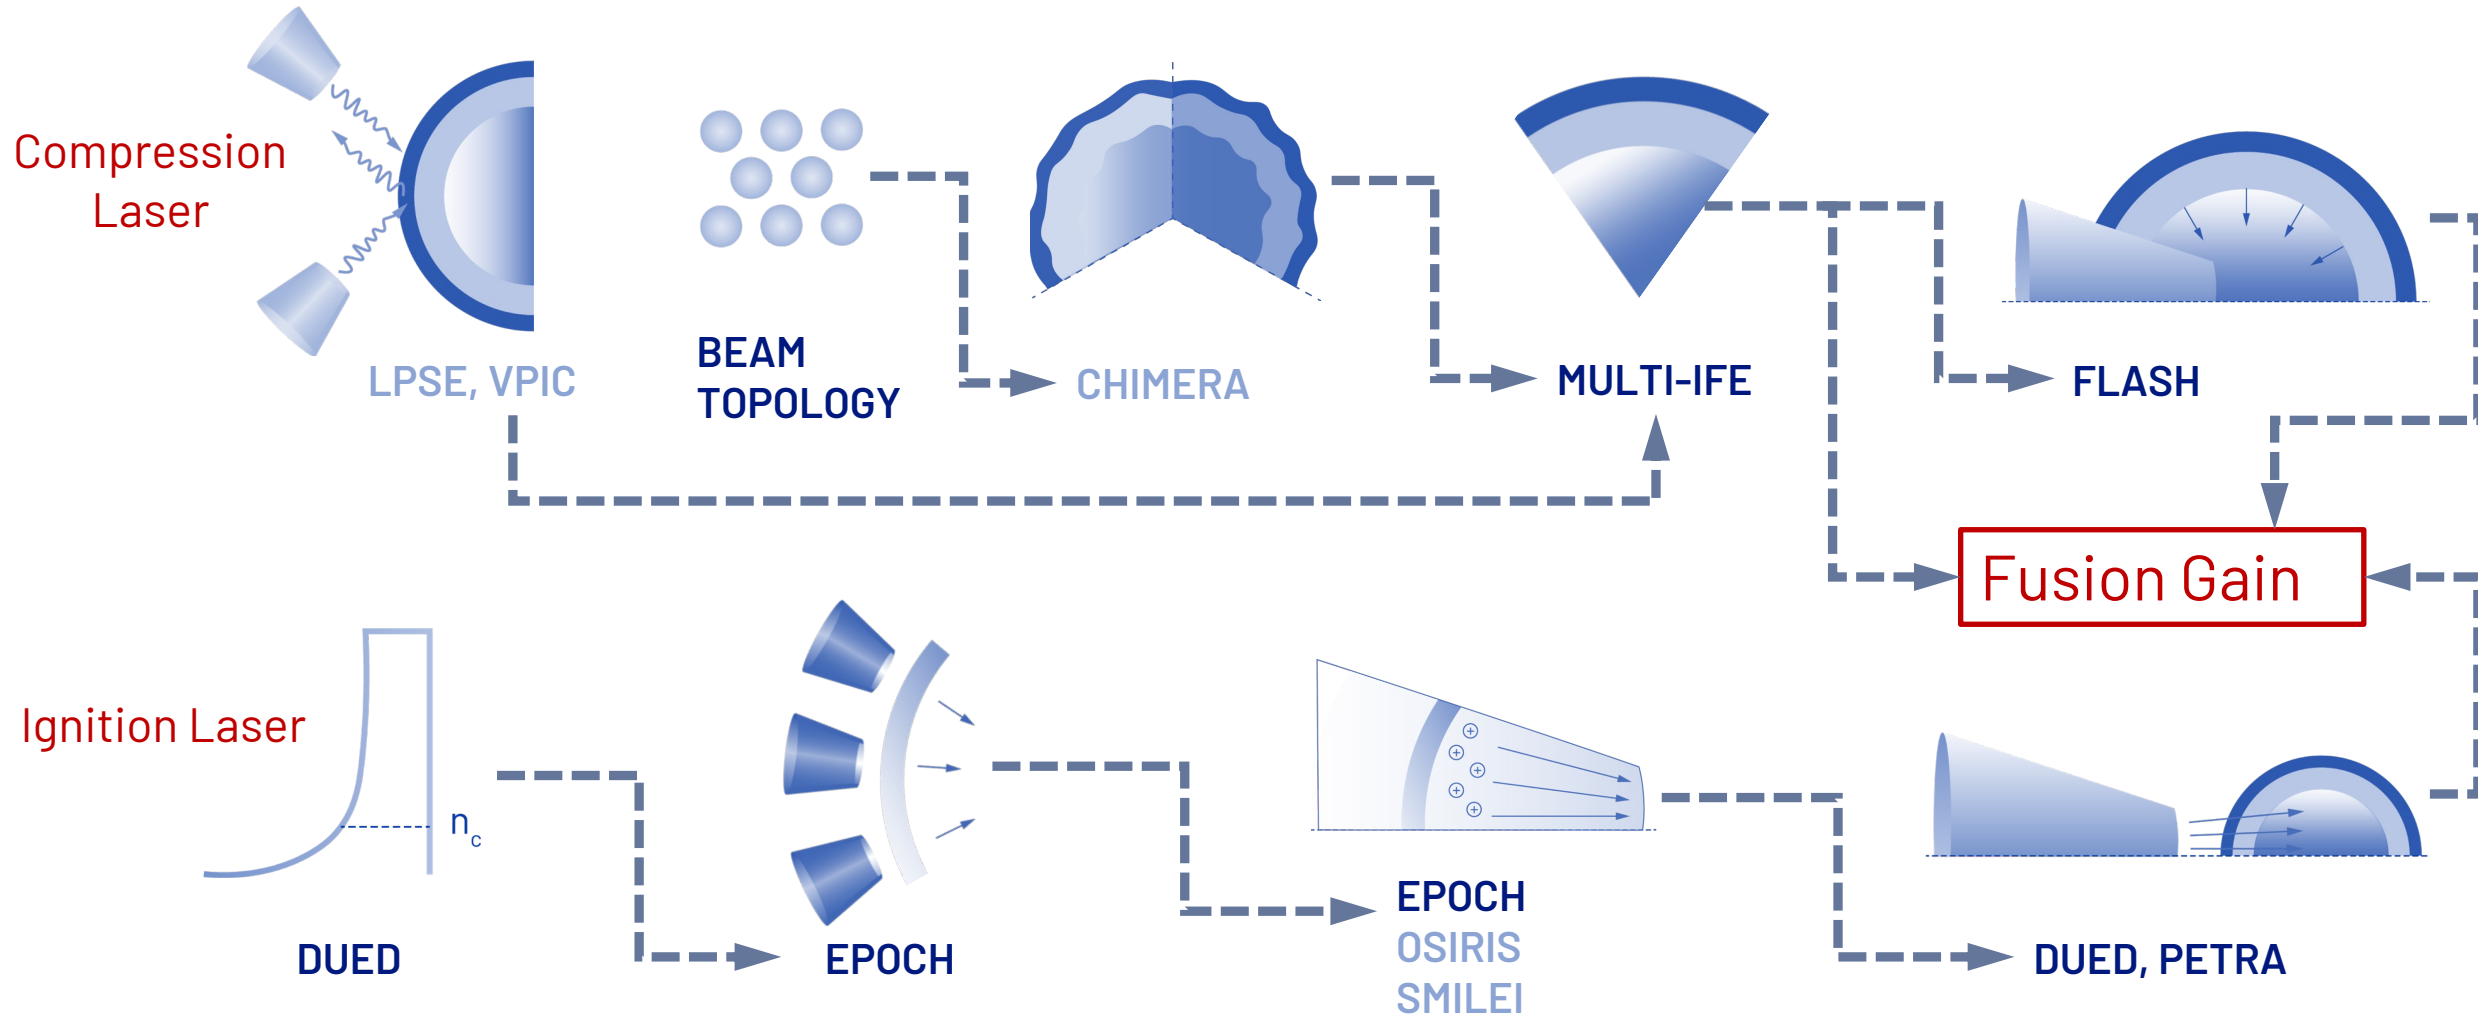 Compression
Laser
LPSE, VPIC
BEAM
TOPOLOGY
CHIMERA
MULTI-IFE
FLASH
Fusion Gain
Ignition Laser
nc
DUED
EPOCH
EPOCH
OSIRIS
SMILEI
DUED, PETRA